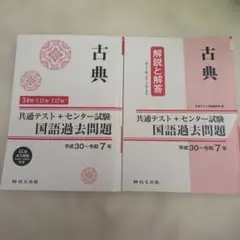 古典
共通テスト+センター試験
国語過去問題
平成30〜令和7年
古典
解説と解答
共通テスト+センター試験
国語過去問題
平成30〜令和7年